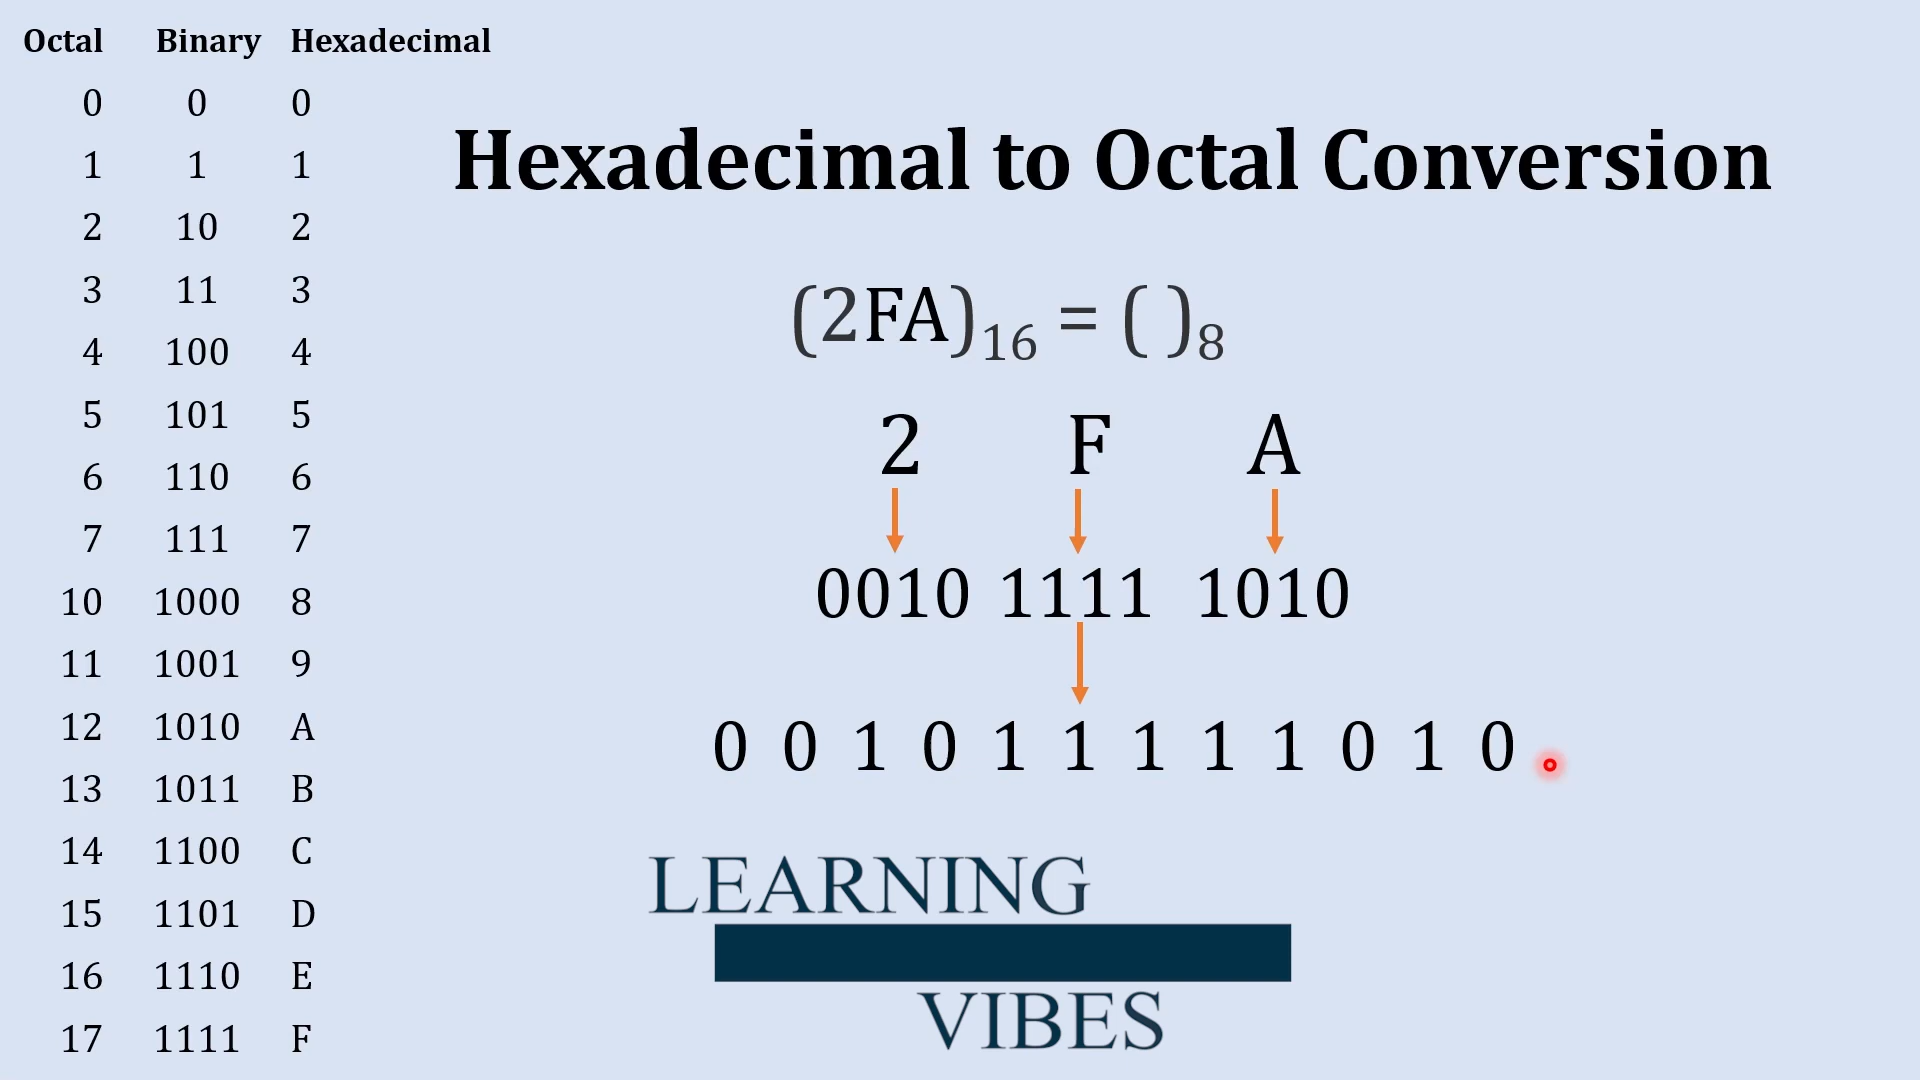 Octal Binary Hexadecimal
0 0 0
1 1 1
2 10 2
3 11 3
4 100 4
5 101 5
6 110 6
7 111 7
10 1000 8
11 1001 9
12 1010 A
13 1011 B
14 1100 C
15 1101 D
16 1110 E
17 1111 F
Hexadecimal to Octal Conversion
(2FA)₁₆ = ( )₈
2 F A
0010 1111 1010
0 0 1 0 1 1 1 1 1 0 1 0
LEARNING
VIBES